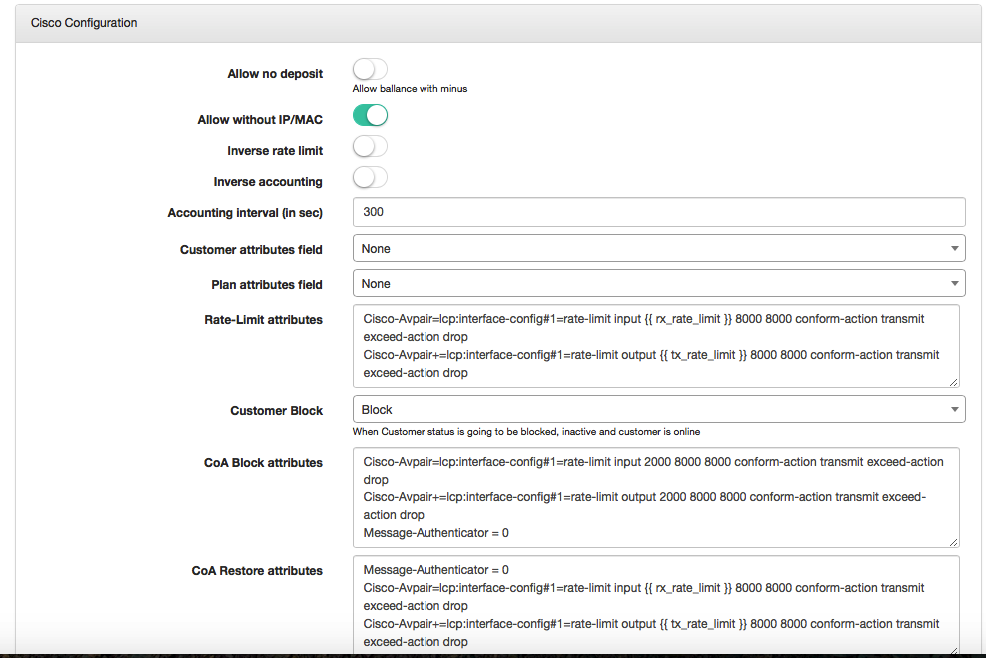 Cisco Configuration
Allow no deposit
Allow ballance with minus
Allow without IP/MAC
Inverse rate limit
Inverse accounting
Accounting interval (in sec)
300
Customer attributes field
None
Plan attributes field
None
Rate-Limit attributes
Cisco-Avpair=lcp:interface-config#1=rate-limit input {{ rx_rate_limit }} 8000 8000 conform-action transmit
exceed-action drop
Cisco-Avpair+=lcp:interface-config#1=rate-limit output {{ tx_rate_limit }} 8000 8000 conform-action transmit
exceed-action drop
Customer Block
Block
When Customer status is going to be blocked, inactive and customer is online
CoA Block attributes
Cisco-Avpair=lcp:interface-config#1=rate-limit input 2000 8000 8000 conform-action transmit exceed-action
drop
Cisco-Avpair+=lcp:interface-config#1=rate-limit output 2000 8000 8000 conform-action transmit exceed-
action drop
Message-Authenticator = 0
CoA Restore attributes
Message-Authenticator = 0
Cisco-Avpair=lcp:interface-config#1=rate-limit input {{ rx_rate_limit }} 8000 8000 conform-action transmit
exceed-action drop
Cisco-Avpair+=lcp:interface-config#1=rate-limit output {{ tx_rate_limit }} 8000 8000 conform-action transmit
exceed-action drop